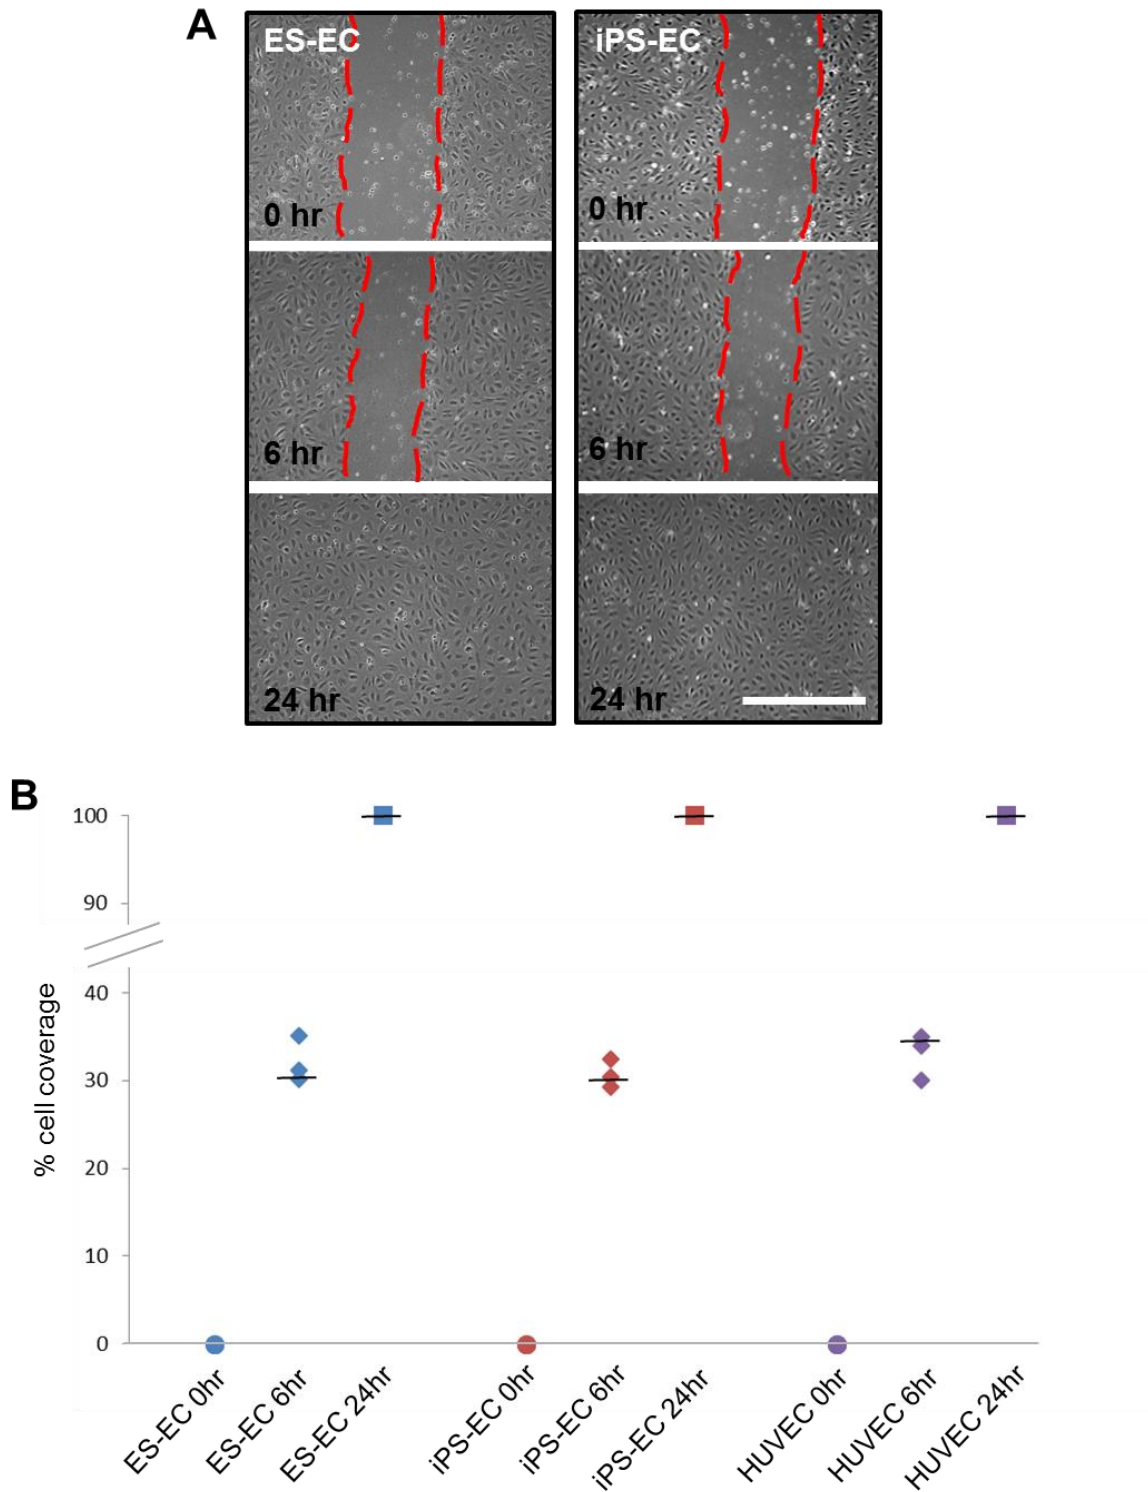 A
ES-EC
iPS-EC
0 hr
0 hr
6 hr
6 hr
24 hr
24 hr
B
100
90
40
30
20
10
0
% cell coverage
ES-EC 0hr
ES-EC 6hr
ES-EC 24hr
iPS-EC 0hr
iPS-EC 6hr
iPS-EC 24hr
HUVEC 0hr
HUVEC 6hr
HUVEC 24hr